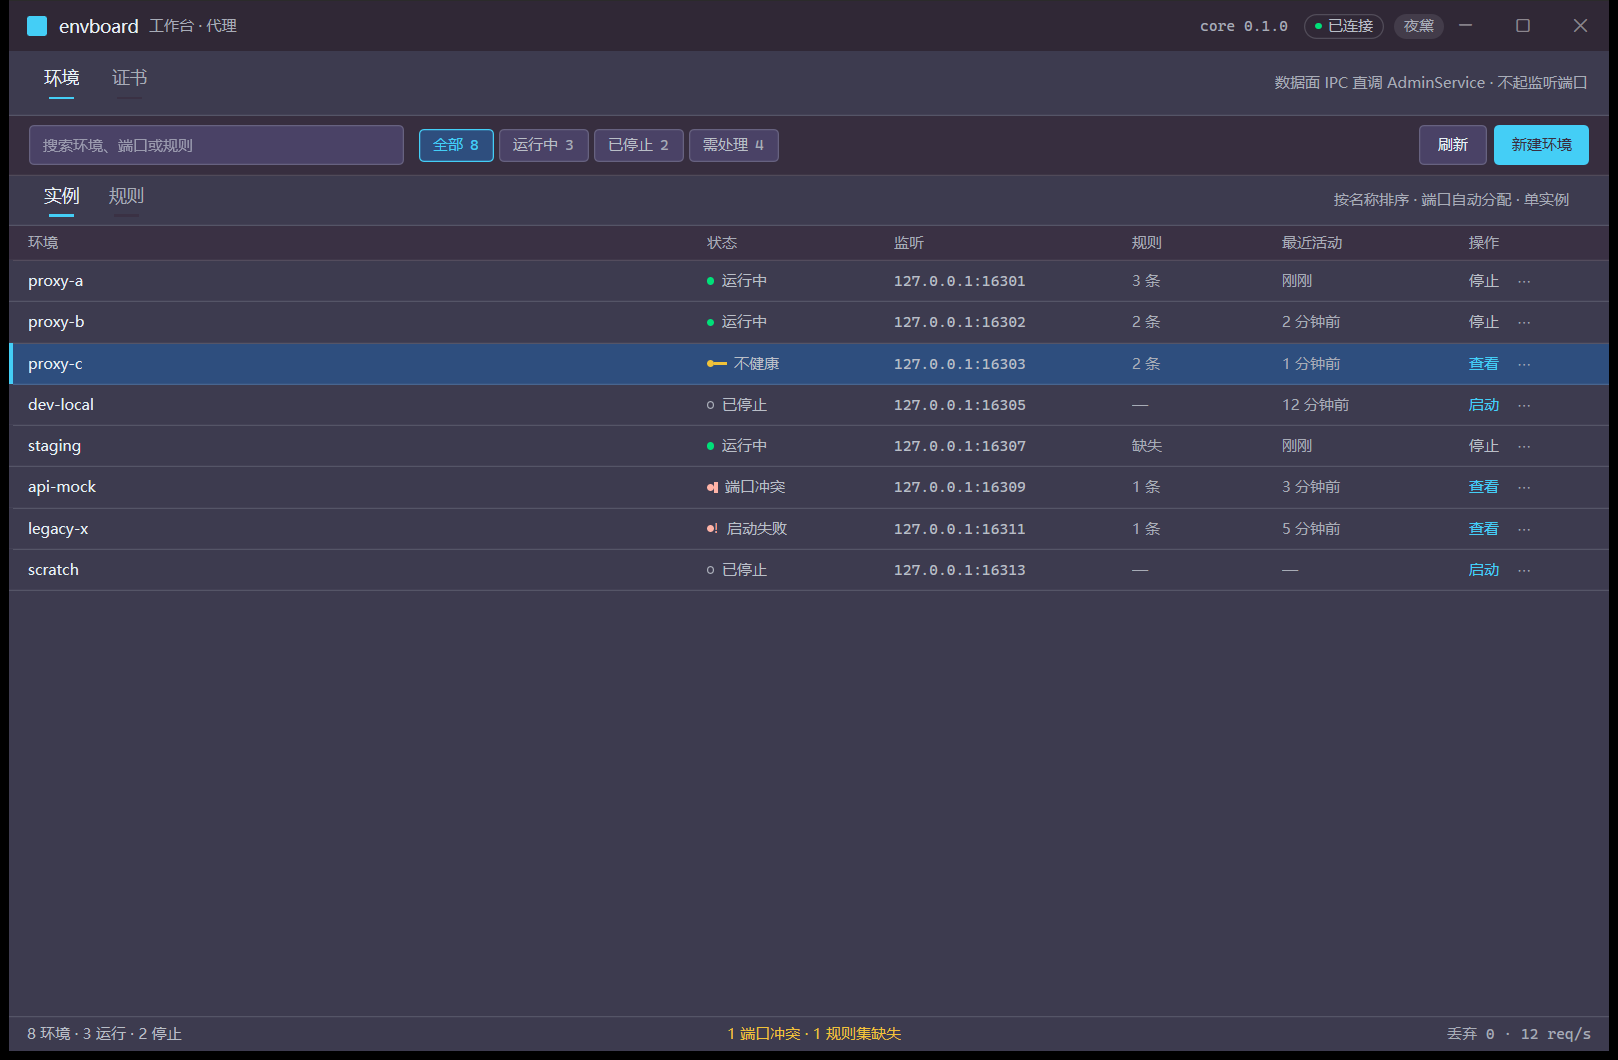 envboard 工作台 · 代理 core 0.1.0 已连接 夜黛
环境 证书 数据面 IPC 直调 AdminService · 不起监听端口
搜索环境、端口或规则 全部 8 运行中 3 已停止 2 需处理 4 刷新 新建环境
实例 规则 按名称排序 · 端口自动分配 · 单实例
环境 状态 监听 规则 最近活动 操作
proxy-a 运行中 127.0.0.1:16301 3 条 刚刚 停止 ···
proxy-b 运行中 127.0.0.1:16302 2 条 2 分钟前 停止 ···
proxy-c 不健康 127.0.0.1:16303 2 条 1 分钟前 查看 ···
dev-local 已停止 127.0.0.1:16305 — 12 分钟前 启动 ···
staging 运行中 127.0.0.1:16307 缺失 刚刚 停止 ···
api-mock 端口冲突 127.0.0.1:16309 1 条 3 分钟前 查看 ···
legacy-x ! 启动失败 127.0.0.1:16311 1 条 5 分钟前 查看 ···
scratch 已停止 127.0.0.1:16313 — — 启动 ···
8 环境 · 3 运行 · 2 停止 1 端口冲突 · 1 规则集缺失 丢弃 0 · 12 req/s